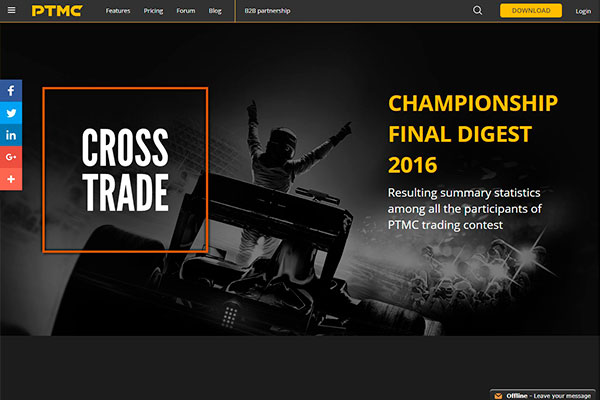 PTMC Features Pricing Forum Blog B2B partnership DOWNLOAD Login
CROSS
TRADE
CHAMPIONSHIP
FINAL DIGEST
2016
Resulting summary statistics
among all the participants of
PTMC trading contest
f
in
G+
+
Offline - Leave your message